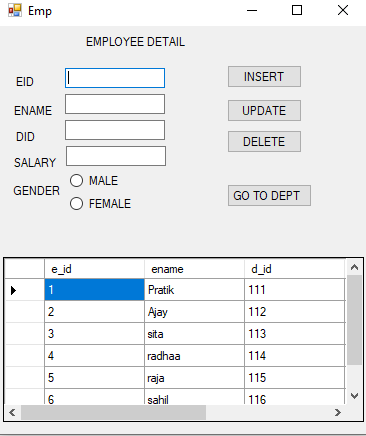 Emp
EMPLOYEE DETAIL
EID
INSERT
ENAME
UPDATE
DID
DELETE
SALARY
GENDER
MALE
FEMALE
GO TO DEPT
e_id ename d_id
1 Pratik 111
2 Ajay 112
3 sita 113
4 radhaa 114
5 raja 115
6 sahil 116